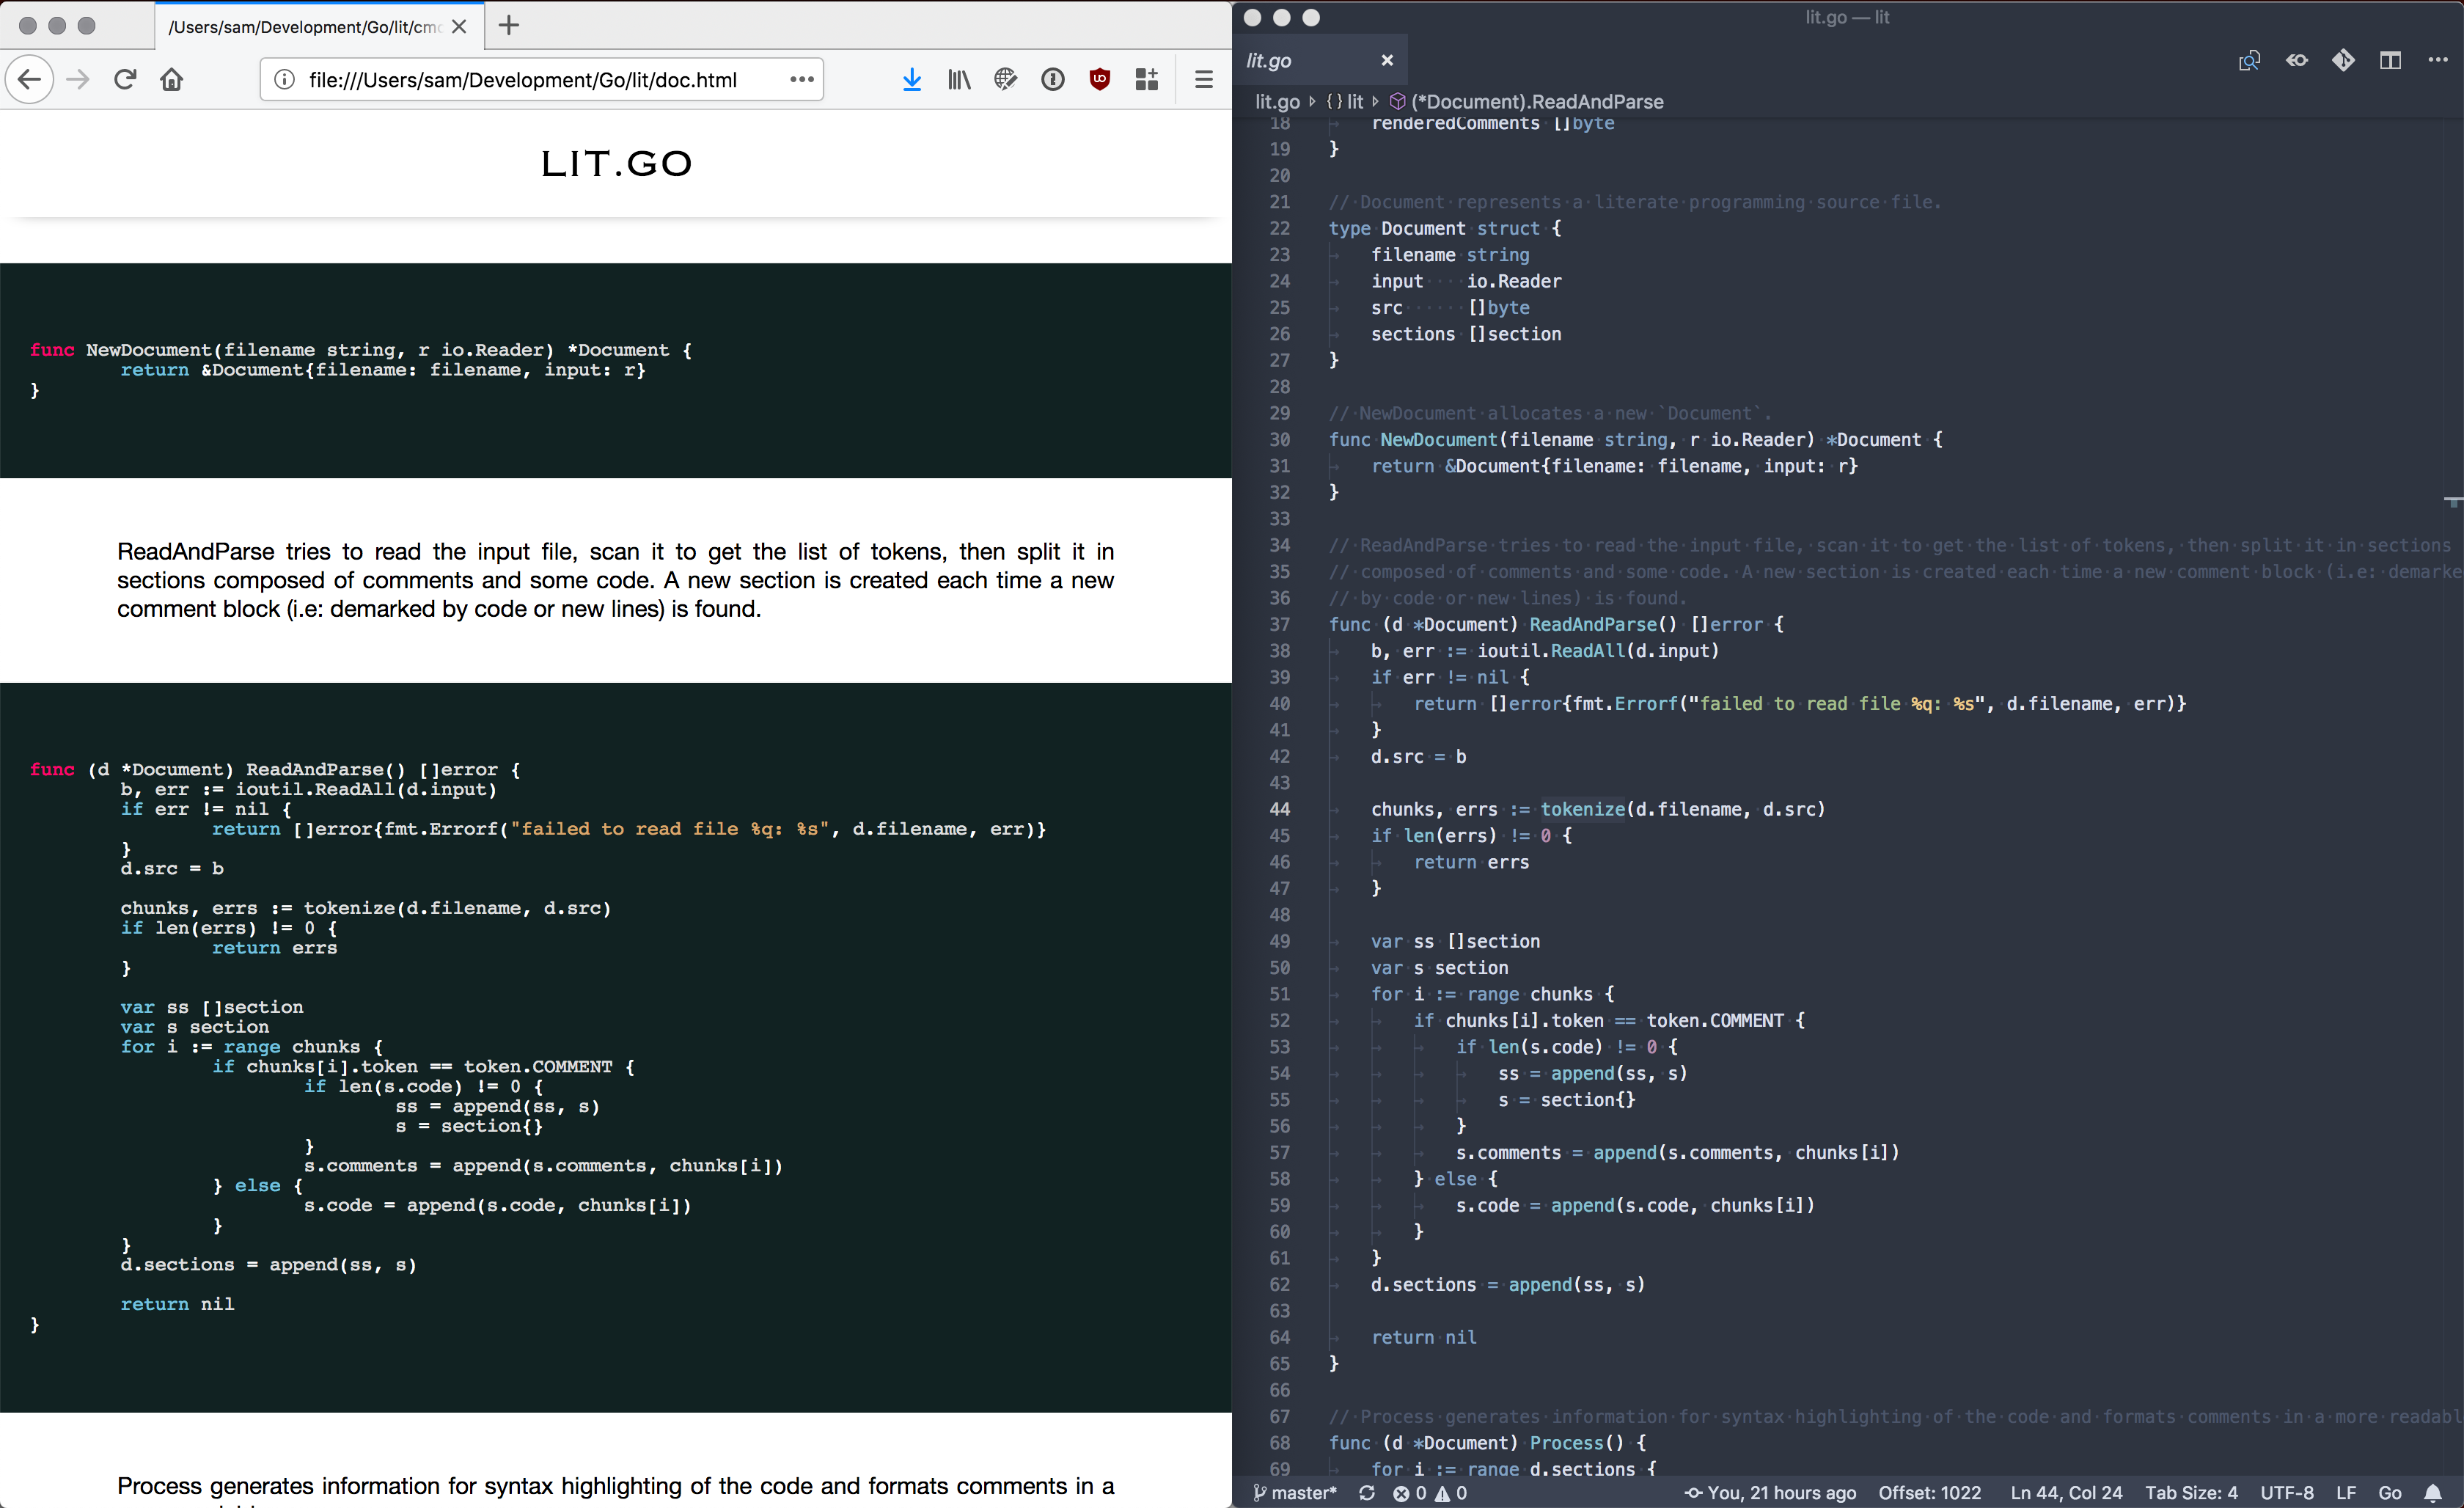 /Users/sam/Development/Go/lit/cmd
file:///Users/sam/Development/Go/lit/doc.html
LIT.GO
func NewDocument(filename string, r io.Reader) *Document {
return &Document{filename: filename, input: r}
}
ReadAndParse tries to read the input file, scan it to get the list of tokens, then split it in
sections composed of comments and some code. A new section is created each time a new
comment block (i.e: demarked by code or new lines) is found.
func (d *Document) ReadAndParse() []error {
b, err := ioutil.ReadAll(d.input)
if err != nil {
return []error{fmt.Errorf("failed to read file %q: %s", d.filename, err)}
}
d.src = b
chunks, errs := tokenize(d.filename, d.src)
if len(errs) != 0 {
return errs
}
var ss []section
var s section
for i := range chunks {
if chunks[i].token == token.COMMENT {
if len(s.code) != 0 {
ss = append(ss, s)
s = section{}
}
s.comments = append(s.comments, chunks[i])
} else {
s.code = append(s.code, chunks[i])
}
}
d.sections = append(ss, s)
return nil
}
Process generates information for syntax highlighting of the code and formats comments in a
lit.go — lit
lit.go
lit.go {} lit (*Document).ReadAndParse
18 renderedComments []byte
19 }
20
21 // Document represents a literate programming source file.
22 type Document struct {
23 filename string
24 input io.Reader
25 src []byte
26 sections []section
27 }
28
29 // NewDocument allocates a new `Document`.
30 func NewDocument(filename string, r io.Reader) *Document {
31 return &Document{filename: filename, input: r}
32 }
33
34 // ReadAndParse tries to read the input file, scan it to get the list of tokens, then split it in sections
35 // composed of comments and some code. A new section is created each time a new comment block (i.e: demarke
36 // by code or new lines) is found.
37 func (d *Document) ReadAndParse() []error {
38 b, err := ioutil.ReadAll(d.input)
39 if err != nil {
40 return []error{fmt.Errorf("failed to read file %q: %s", d.filename, err)}
41 }
42 d.src = b
43
44 chunks, errs := tokenize(d.filename, d.src)
45 if len(errs) != 0 {
46 return errs
47 }
48
49 var ss []section
50 var s section
51 for i := range chunks {
52 if chunks[i].token == token.COMMENT {
53 if len(s.code) != 0 {
54 ss = append(ss, s)
55 s = section{}
56 }
57 s.comments = append(s.comments, chunks[i])
58 } else {
59 s.code = append(s.code, chunks[i])
60 }
61 }
62 d.sections = append(ss, s)
63
64 return nil
65 }
66
67 // Process generates information for syntax highlighting of the code and formats comments in a more readabl
68 func (d *Document) Process() {
69 for i := range d.sections {
master* 0 0 You, 21 hours ago Offset: 1022 Ln 44, Col 24 Tab Size: 4 UTF-8 LF Go